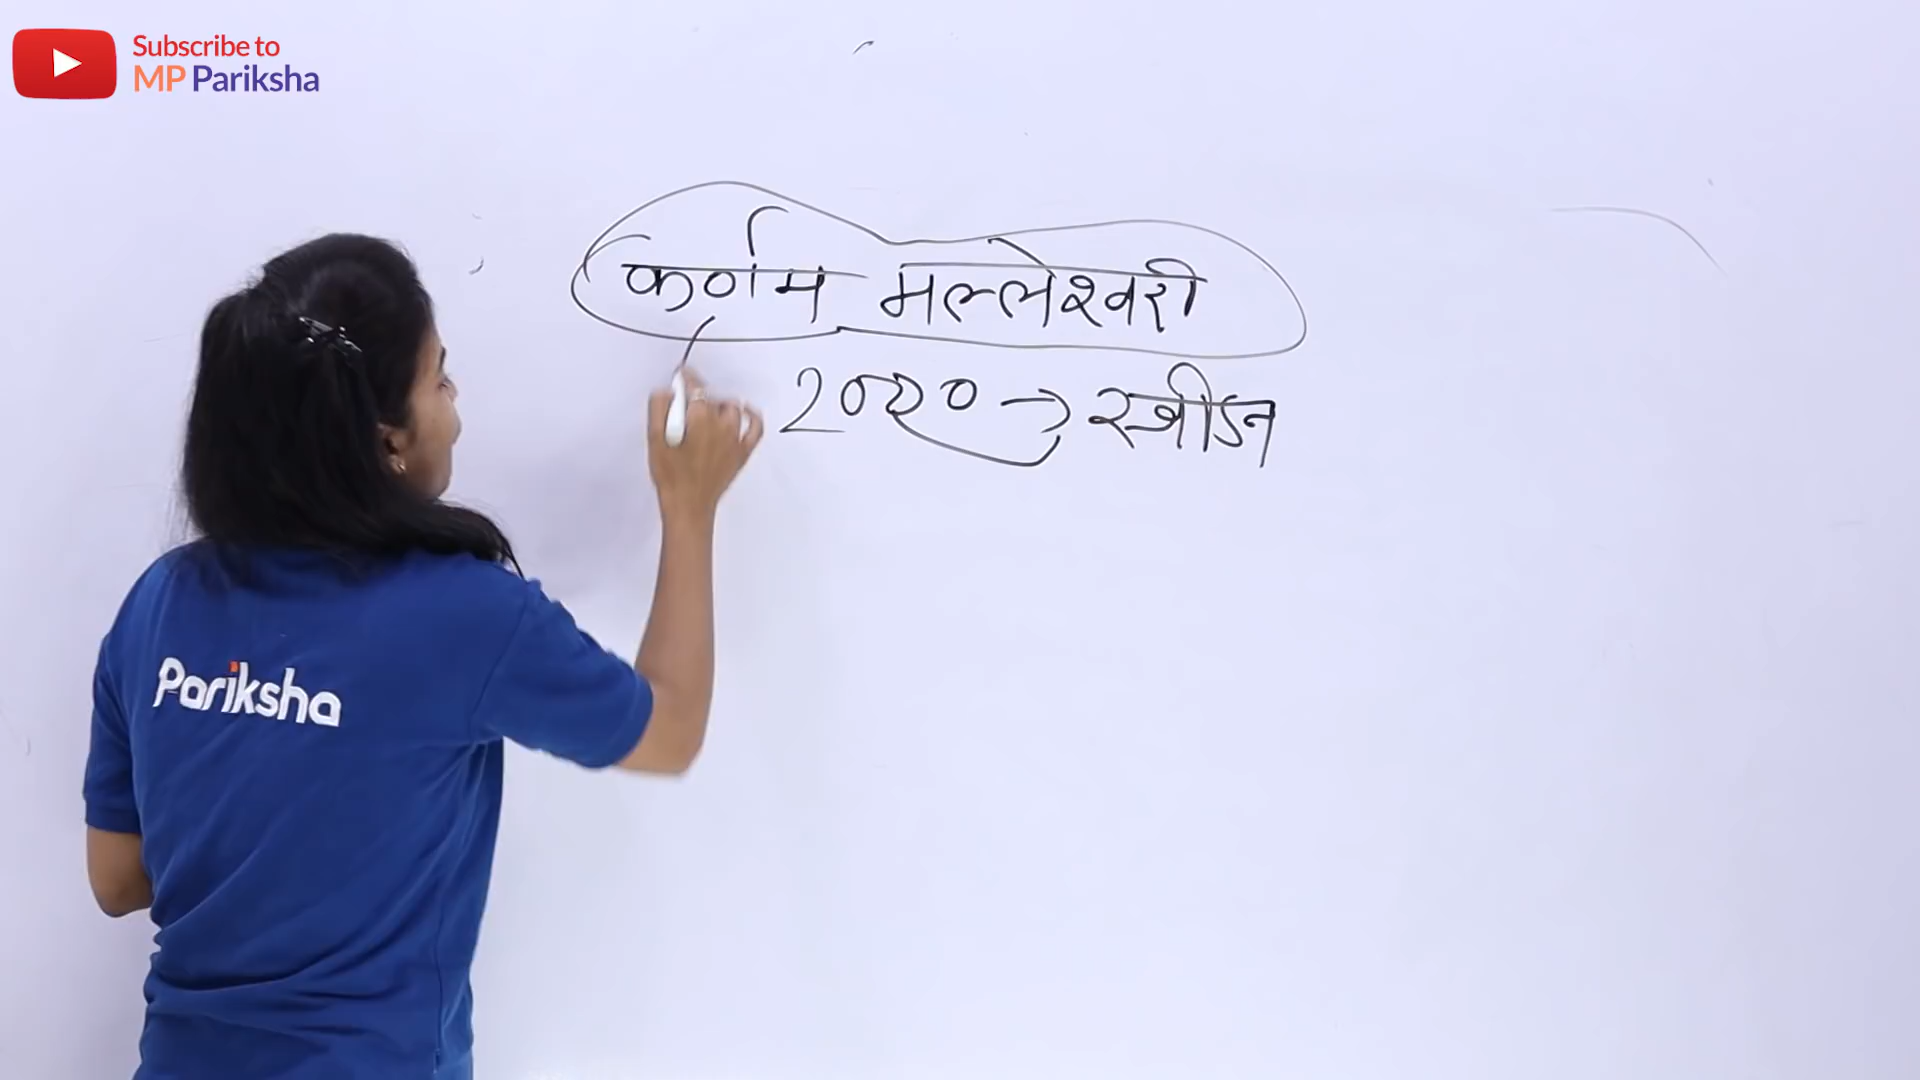 Subscribe to
MP Pariksha
कर्णम मल्लेश्वरी
2020 → स्त्रीडन
Pariksha